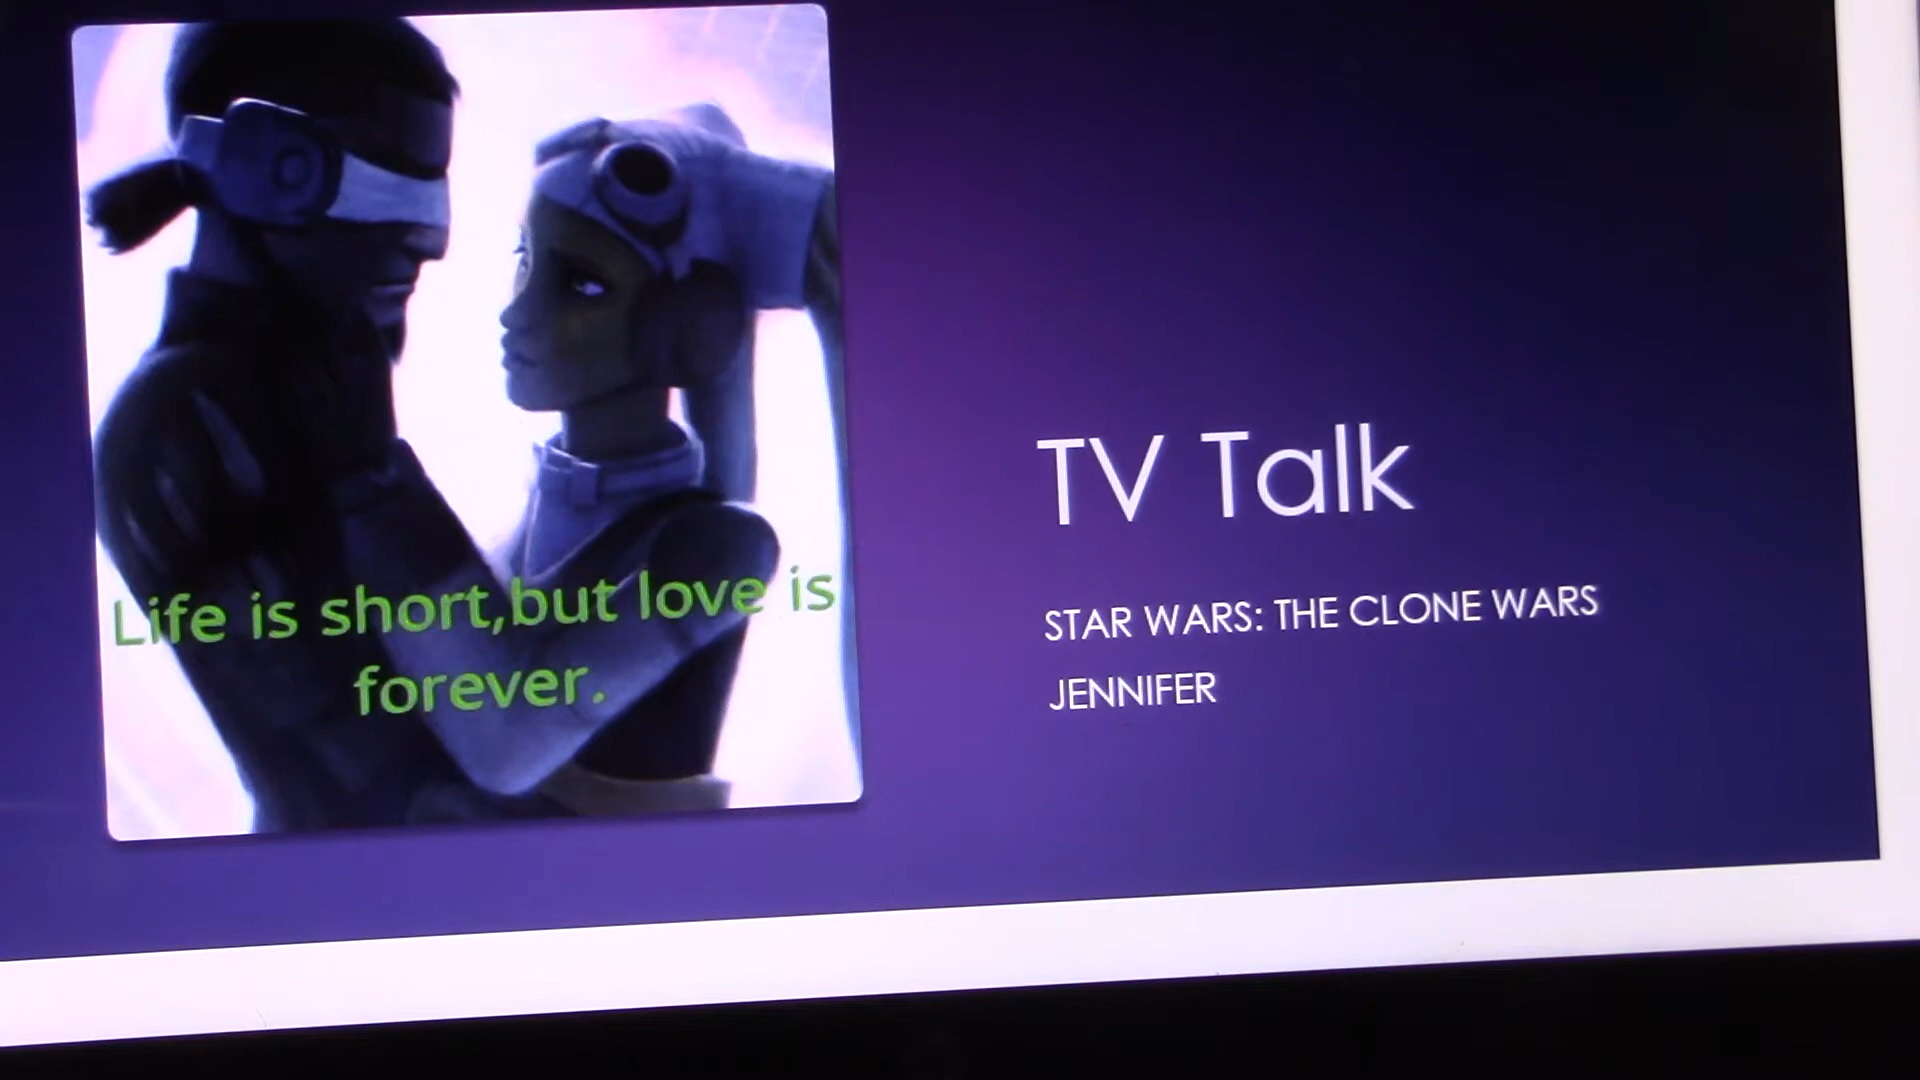 Life is short,but love is
forever.
TV Talk
STAR WARS: THE CLONE WARS
JENNIFER